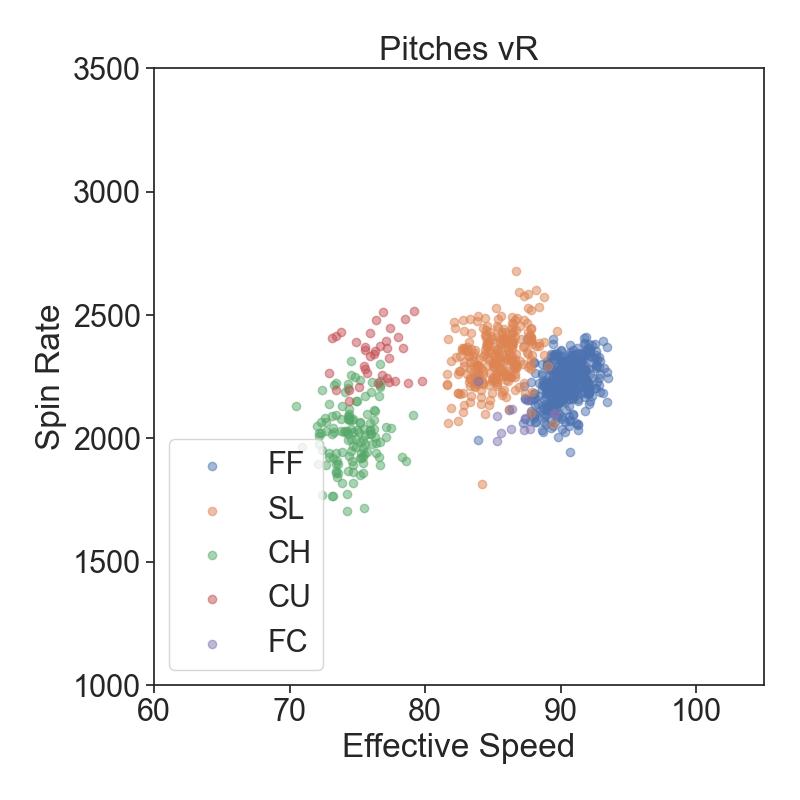 Pitches vR
3500
3000
2500
2000
1500
1000
Spin Rate
FF
SL
CH
CU
FC
60 70 80 90 100
Effective Speed